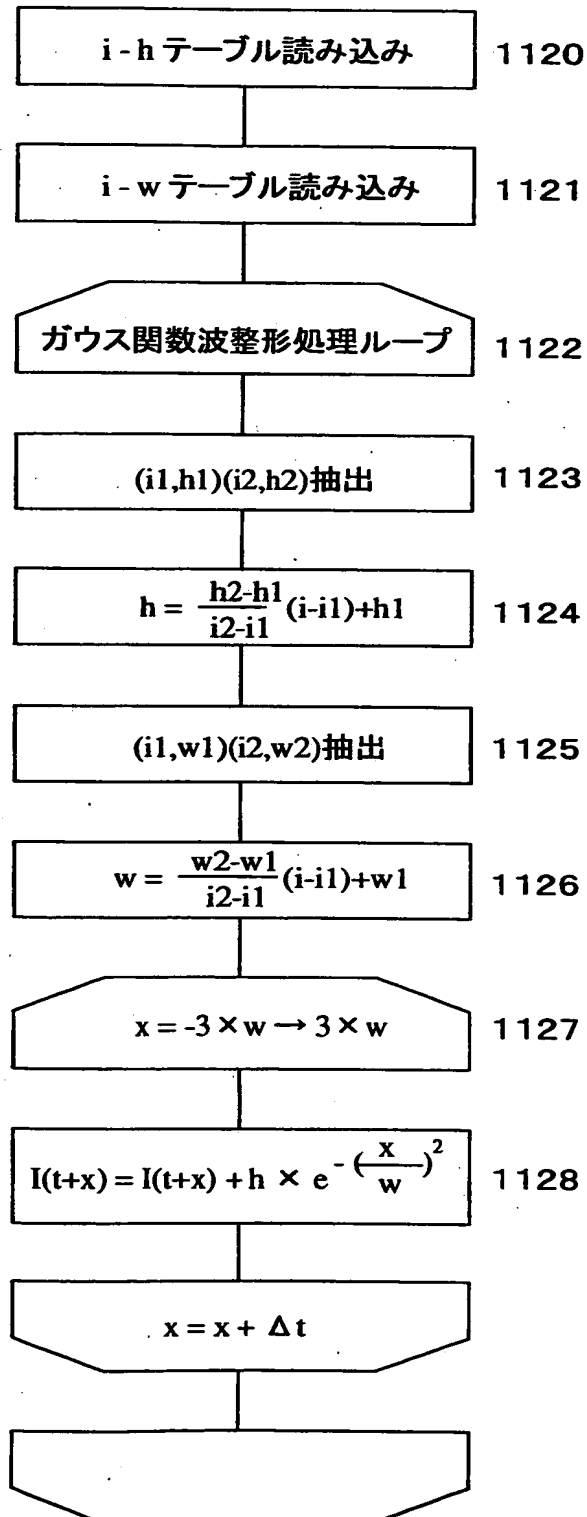 i - h テーブル読み込み 1120
i - w テーブル読み込み 1121
ガウス関数波整形処理ループ 1122
(i1,h1)(i2,h2)抽出 1123
h = \frac{h2-h1}{i2-i1}(i-i1)+h1 1124
(i1,w1)(i2,w2)抽出 1125
w = \frac{w2-w1}{i2-i1}(i-i1)+w1 1126
x = -3 × w → 3 × w 1127
I(t+x) = I(t+x) + h × e^{-(\frac{x}{w})^2} 1128
x = x + Δt